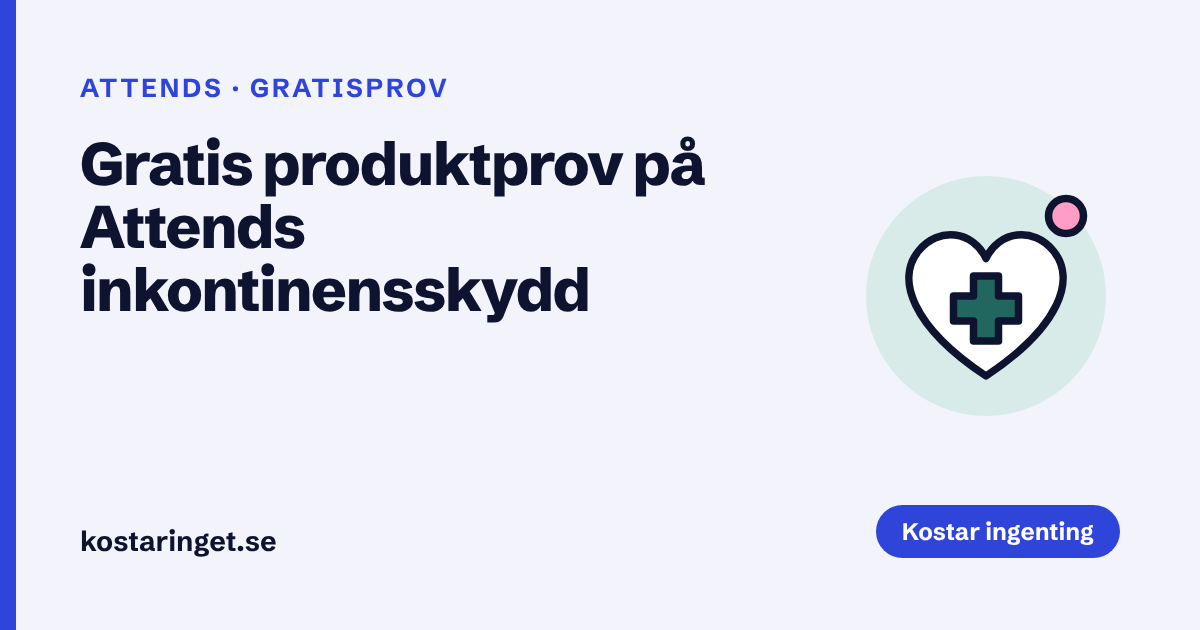 ATTENDS · GRATISPROV
Gratis produktprov på
Attends
inkontinensskydd
kostaringet.se
Kostar ingenting